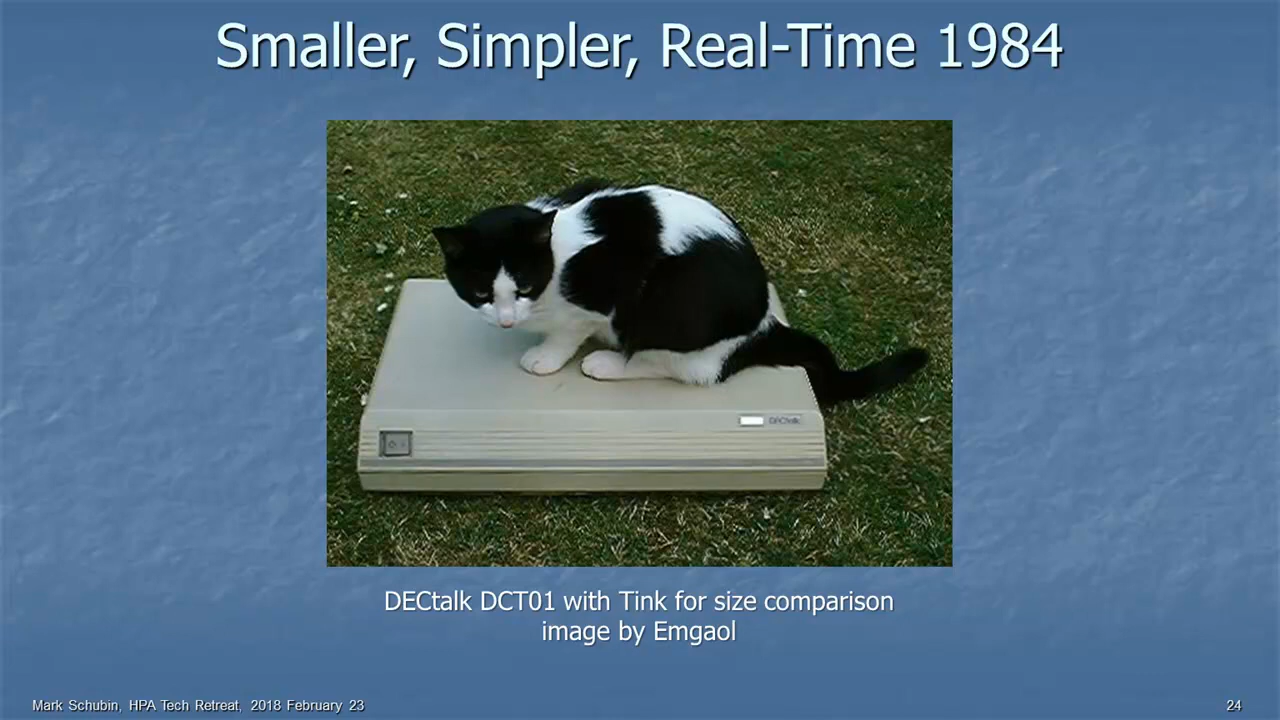 Smaller, Simpler, Real-Time 1984
DECtalk
DECtalk DCT01 with Tink for size comparison
image by Emgaol
Mark Schubin, HPA Tech Retreat, 2018 February 23
24